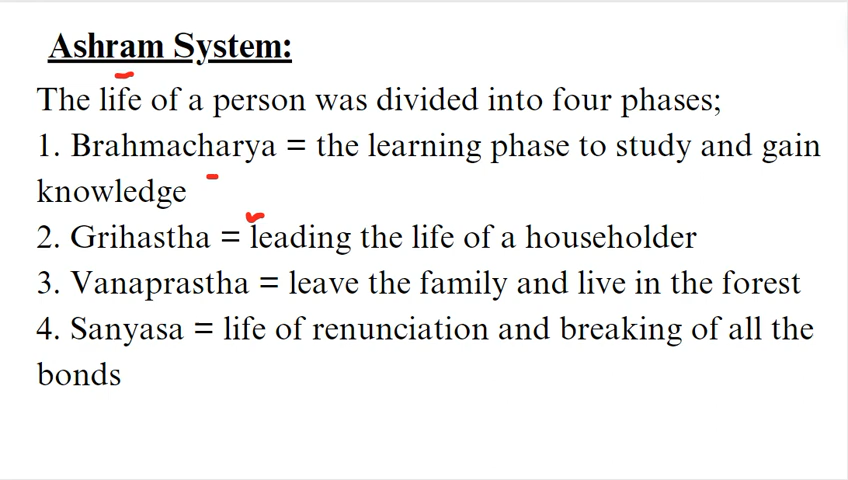 Ashram System:
The life of a person was divided into four phases;
1. Brahmacharya = the learning phase to study and gain
knowledge
2. Grihastha = leading the life of a householder
3. Vanaprastha = leave the family and live in the forest
4. Sanyasa = life of renunciation and breaking of all the
bonds